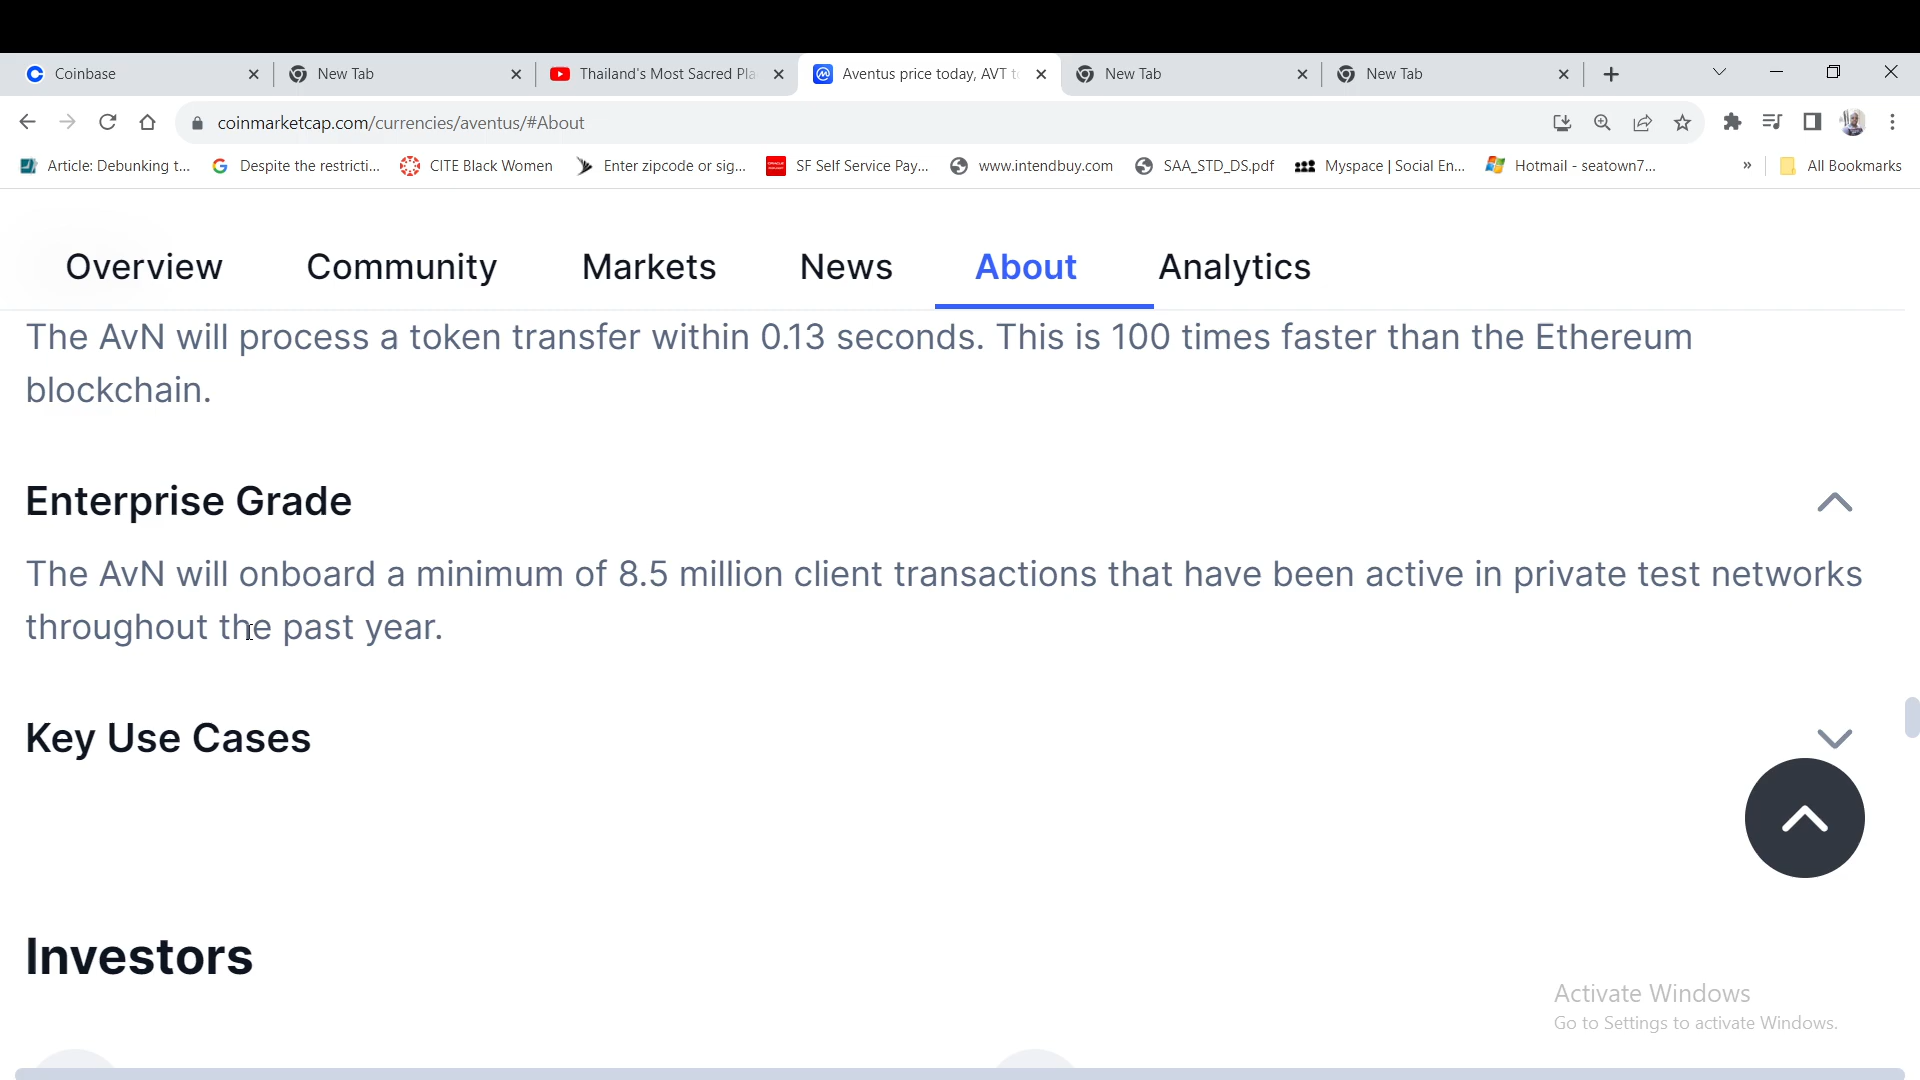 Coinbase
New Tab
Thailand's Most Sacred Pla
Aventus price today, AVT to
New Tab
New Tab
coinmarketcap.com/currencies/aventus/#About
Article: Debunking t...
Despite the restricti...
CITE Black Women
Enter zipcode or sig...
SF Self Service Pay...
www.intendbuy.com
SAA_STD_DS.pdf
Myspace | Social En...
Hotmail - seatown7...
»
All Bookmarks
Overview
Community
Markets
News
About
Analytics
The AvN will process a token transfer within 0.13 seconds. This is 100 times faster than the Ethereum
blockchain.
Enterprise Grade
The AvN will onboard a minimum of 8.5 million client transactions that have been active in private test networks
throughout the past year.
Key Use Cases
Investors
Activate Windows
Go to Settings to activate Windows.